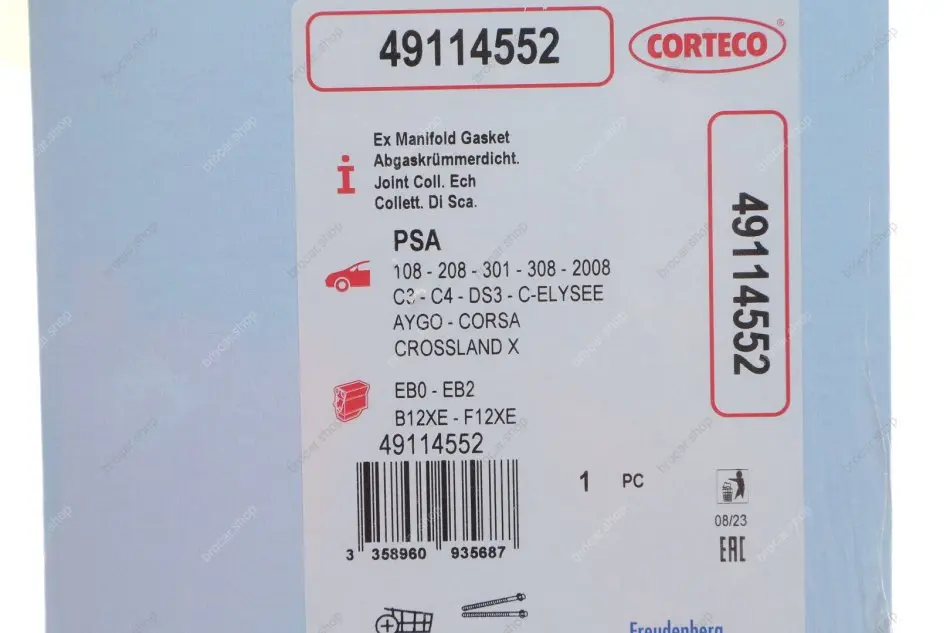 49114552
CORTECO®
Ex Manifold Gasket
Abgaskrümmerdicht.
Joint Coll. Ech
Collett. Di Sca.
PSA
108 - 208 - 301 - 308 - 2008
C3 - C4 - DS3 - C-ELYSEE
AYGO - CORSA
CROSSLAND X
49114552
EB0 - EB2
B12XE - F12XE
49114552
1 PC
08/23
EAC
3 358960 935687
Freudenberg
brocar.shop